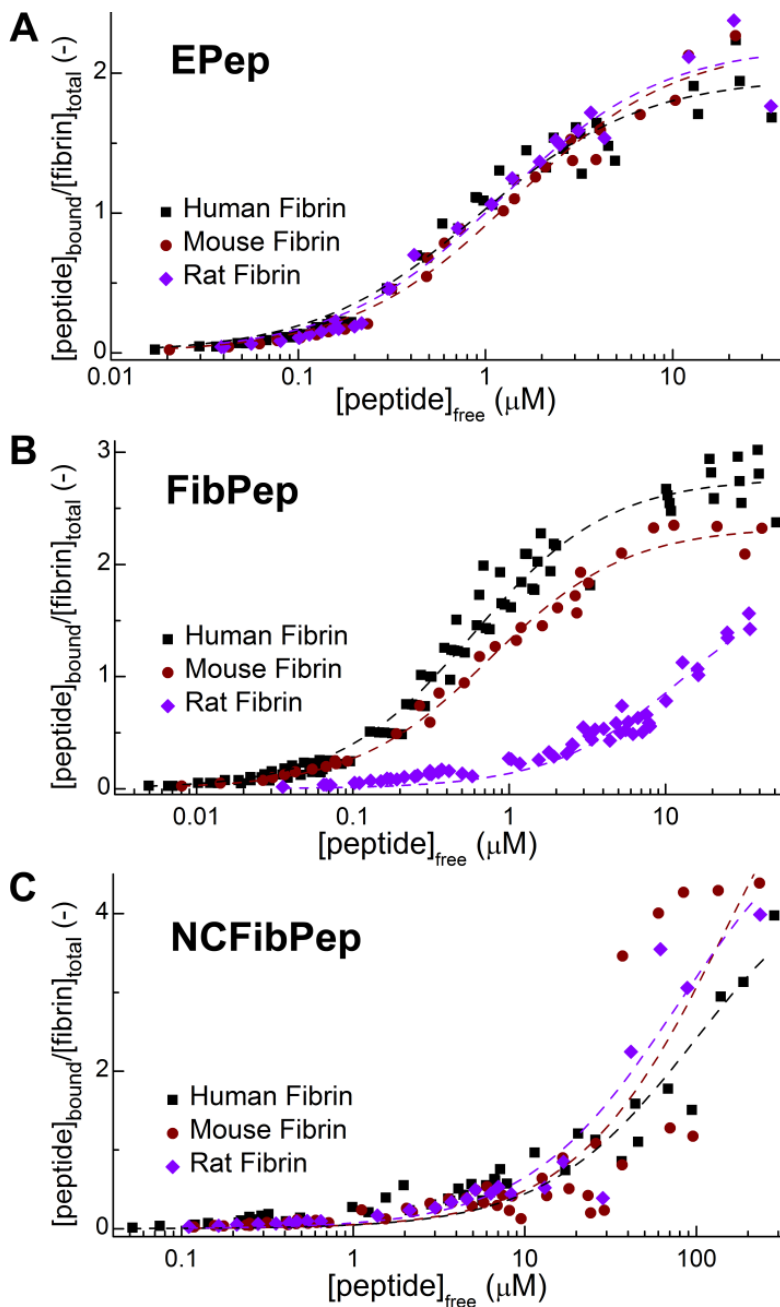 A
EPep
[peptide]bound/[fibrin]total (-)
2
1
0
Human Fibrin
Mouse Fibrin
Rat Fibrin
0.01 0.1 1 10
[peptide]free (μM)
B
FibPep
[peptide]bound/[fibrin]total (-)
3
2
1
0
Human Fibrin
Mouse Fibrin
Rat Fibrin
0.01 0.1 1 10
[peptide]free (μM)
C
NCFibPep
[peptide]bound/[fibrin]total (-)
4
2
0
Human Fibrin
Mouse Fibrin
Rat Fibrin
0.1 1 10 100
[peptide]free (μM)